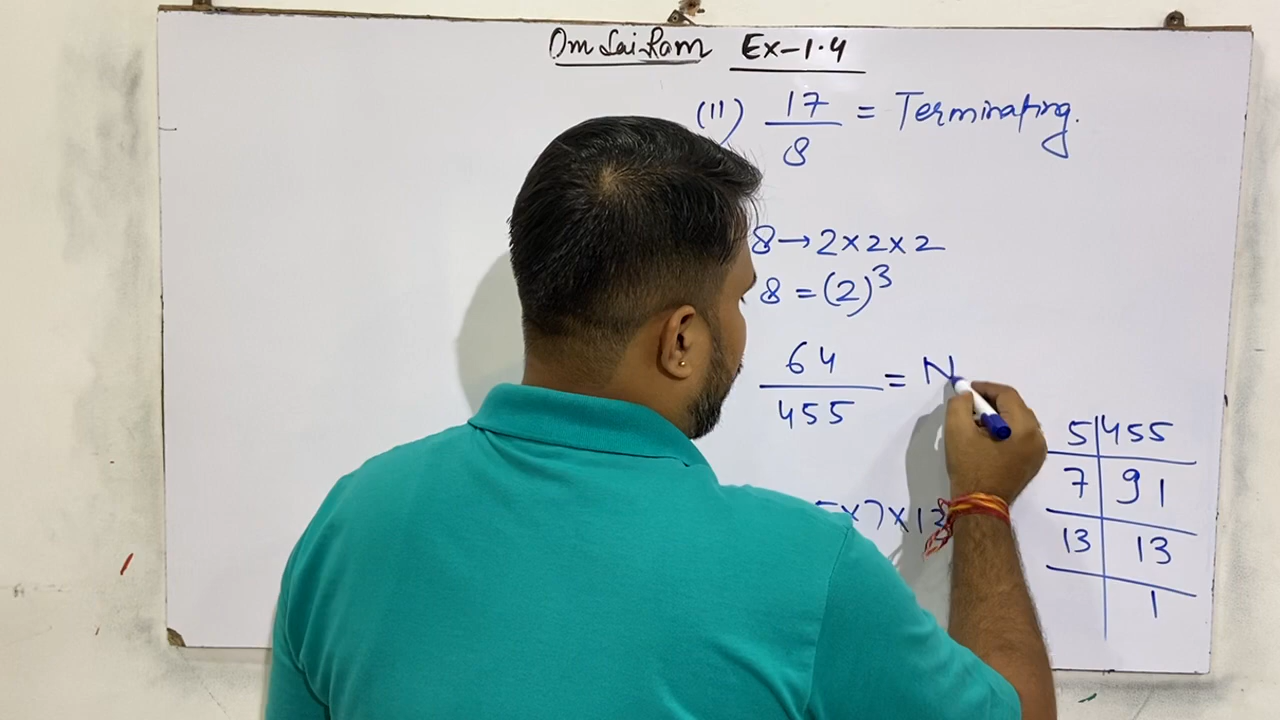 Om Sai Ram Ex-1.4
(II) 17/8 = Terminating.
8 → 2×2×2
8 = (2)³
64/455 = N
5×7×13
5 | 455
7 | 91
13 | 13
1